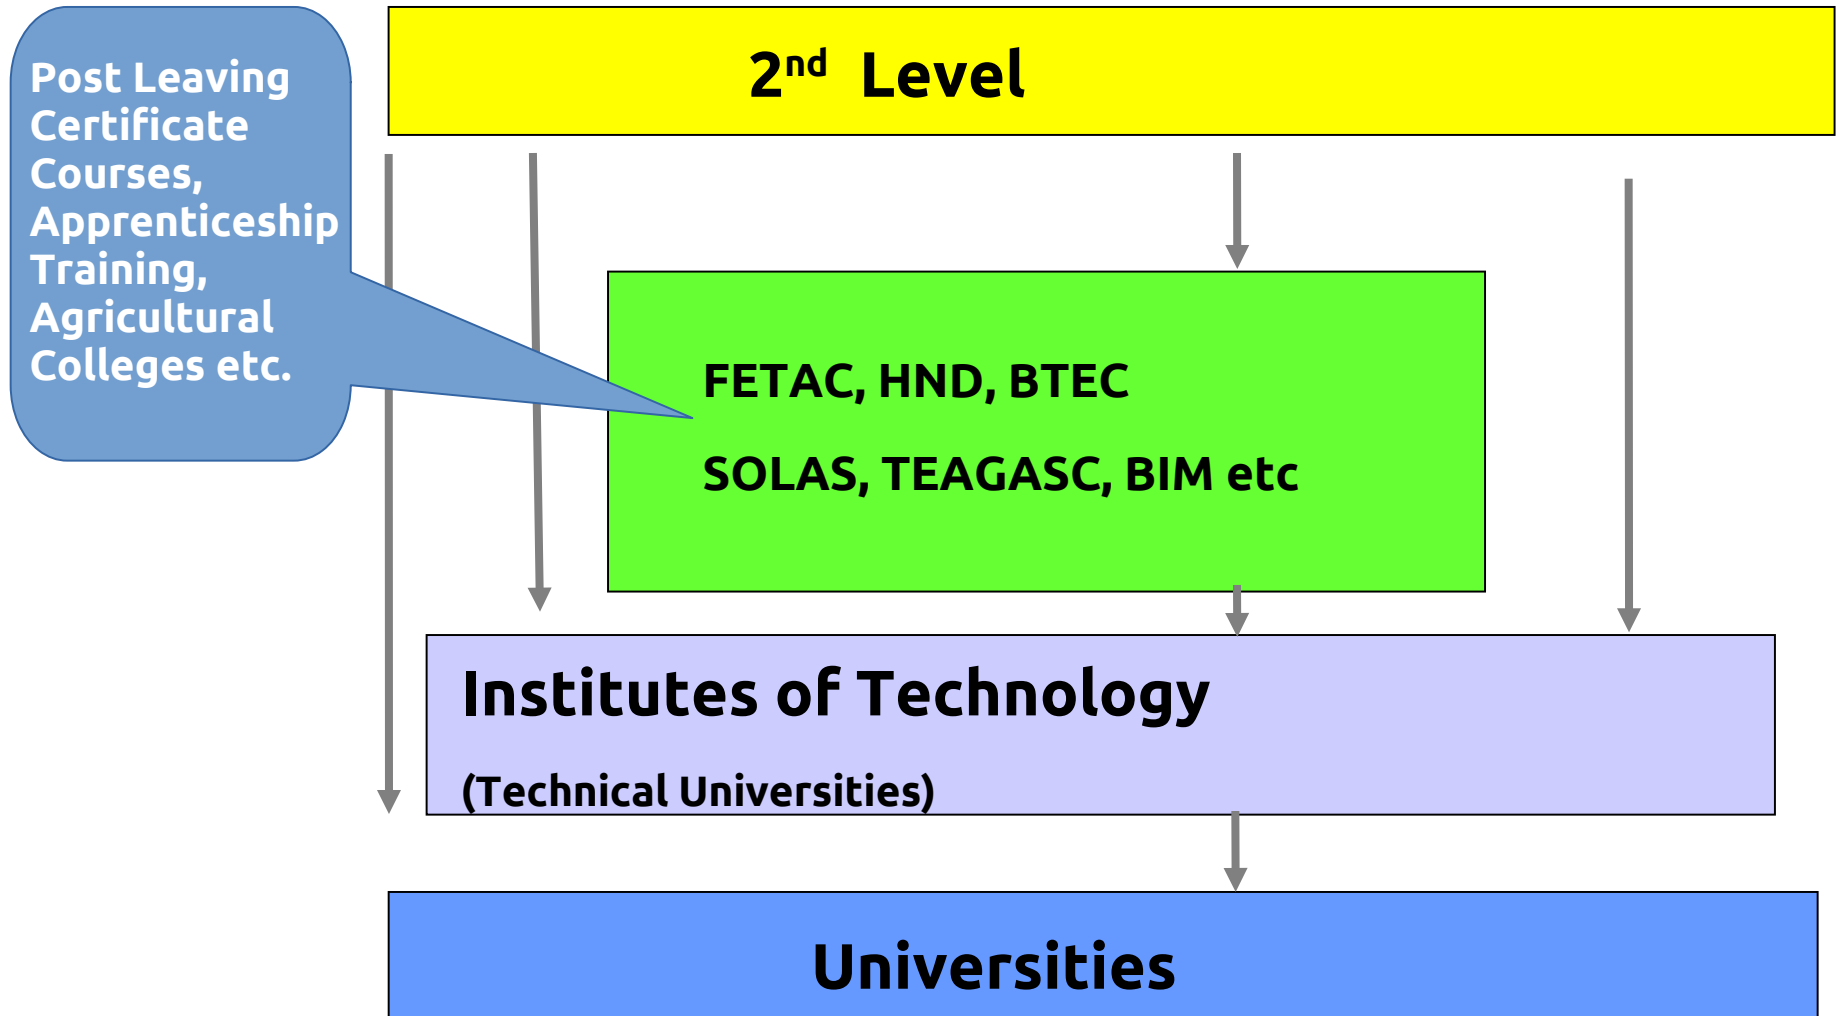 Post Leaving
Certificate
Courses,
Apprenticeship
Training,
Agricultural
Colleges etc.
2nd Level
FETAC, HND, BTEC
SOLAS, TEAGASC, BIM etc
Institutes of Technology
(Technical Universities)
Universities